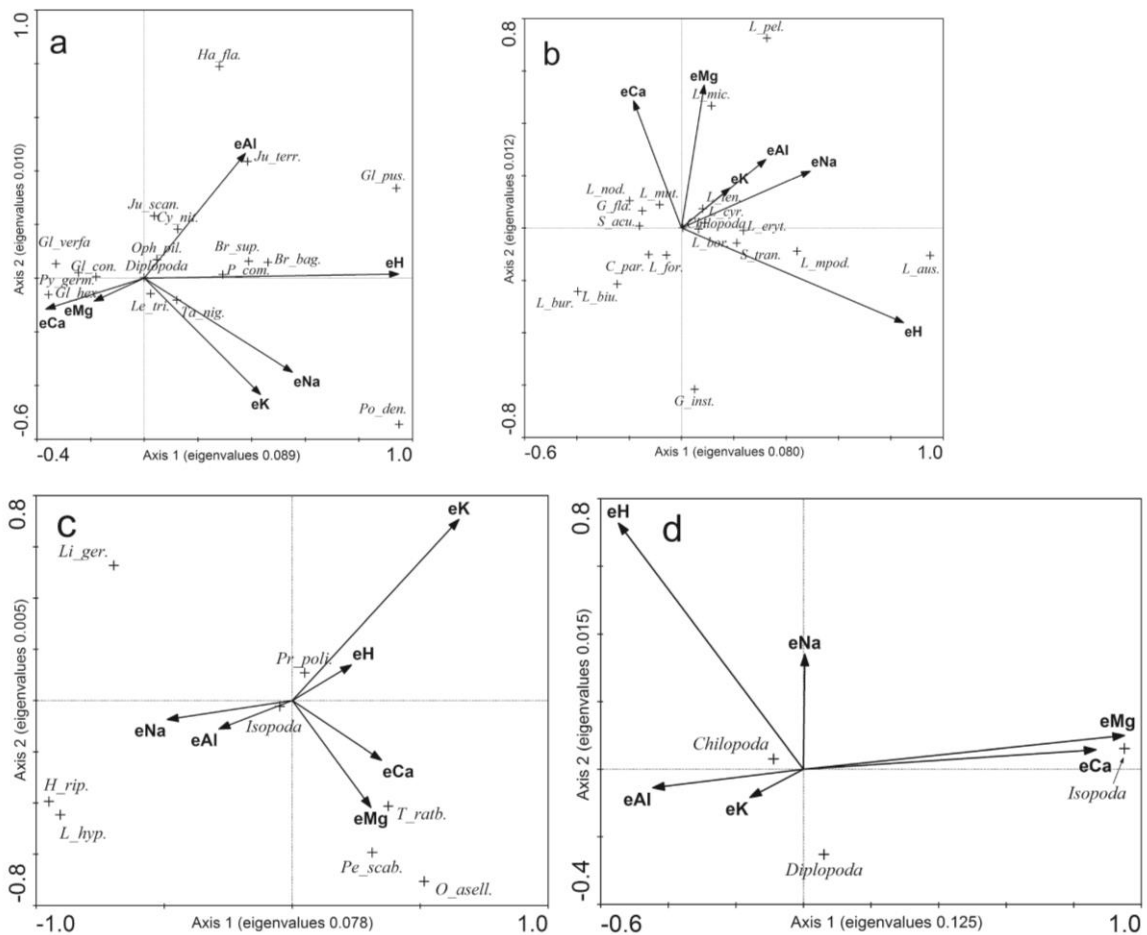 a
1.0
Axis 2 (eigenvalues 0.010)
-0.6
Ha_fla.
eAl
Ju_terr.
Gl_pus.
Ju_scan.
Cy_nit.
Gl_verfa
Oph_pil.
Br_sup.
eH
Gl_con.
Diplopoda
P_com.
Br_bag.
Py_germ.
Gl_hex.
eMg
Le_tri.
Ta_nig.
eCa
eNa
eK
Po_den.
-0.4
Axis 1 (eigenvalues 0.089)
1.0
b
0.8
Axis 2 (eigenvalues 0.012)
-0.8
L_pel.
eMg
eCa
L_mic.
eAl
eNa
eK
L_nod.
L_mut.
L_ten.
G_fla.
L_cyr.
S_acu.
Chilopoda
L_eryt.
L_bor.
S_tran.
L_mpod.
C_par.
L_for.
L_aus.
L_bur.
L_biu.
eH
G_inst.
-0.6
Axis 1 (eigenvalues 0.080)
1.0
c
0.8
Axis 2 (eigenvalues 0.005)
-0.8
eK
Li_ger.
Pr_poli.
eH
Isopoda
eNa
eAl
eCa
H_rip.
L_hyp.
eMg
T_ratb.
Pe_scab.
O_asell.
-1.0
Axis 1 (eigenvalues 0.078)
1.0
d
0.8
Axis 2 (eigenvalues 0.015)
-0.4
eH
eNa
eMg
Chilopoda
eCa
Isopoda
eAl
eK
Diplopoda
-0.6
Axis 1 (eigenvalues 0.125)
1.0